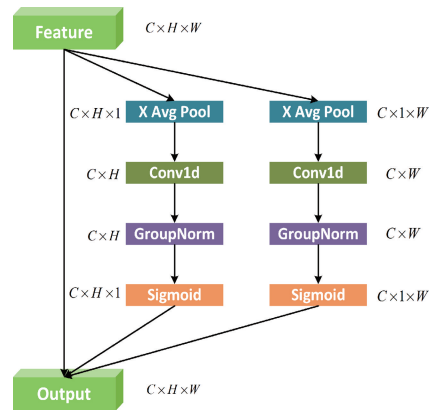 Feature C×H×W
C×H×1 X Avg Pool X Avg Pool C×1×W
C×H Conv1d Conv1d C×W
C×H GroupNorm GroupNorm C×W
C×H×1 Sigmoid Sigmoid C×1×W
Output C×H×W